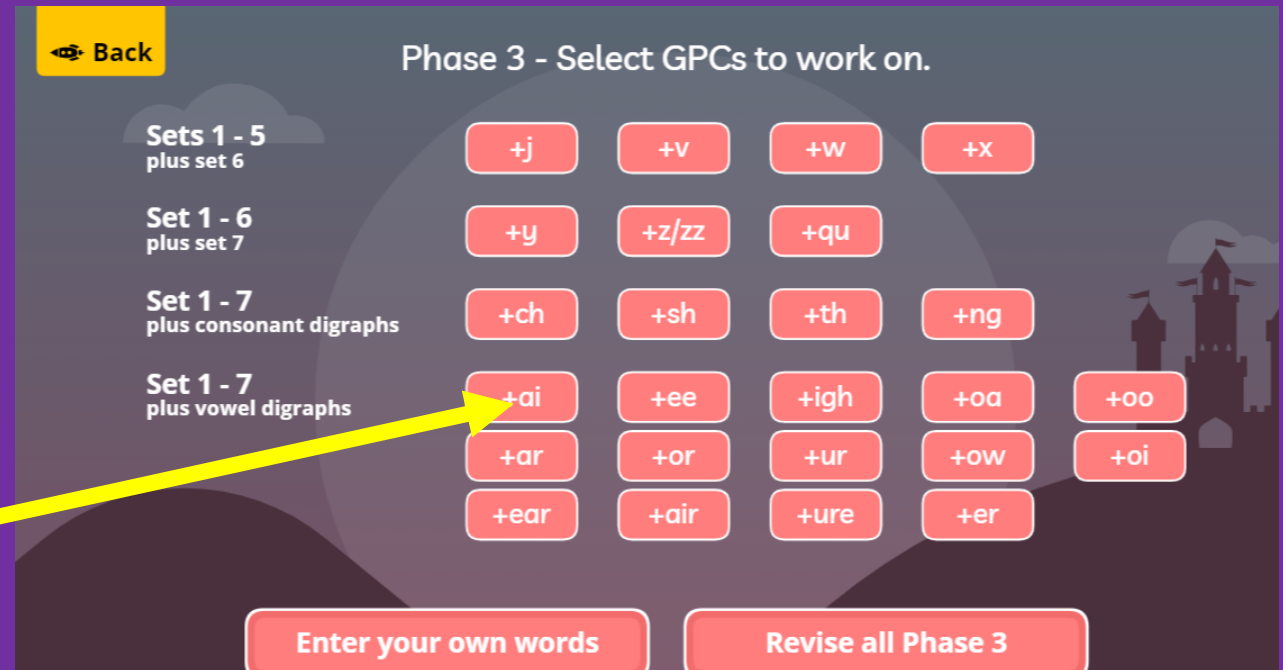 Back
Phase 3 - Select GPCs to work on.
Sets 1 - 5
plus set 6
+j +v +w +x
Set 1 - 6
plus set 7
+y +z/zz +qu
Set 1 - 7
plus consonant digraphs
+ch +sh +th +ng
Set 1 - 7
plus vowel digraphs
+ai +ee +igh +oa +oo
+ar +or +ur +ow +oi
+ear +air +ure +er
Enter your own words Revise all Phase 3